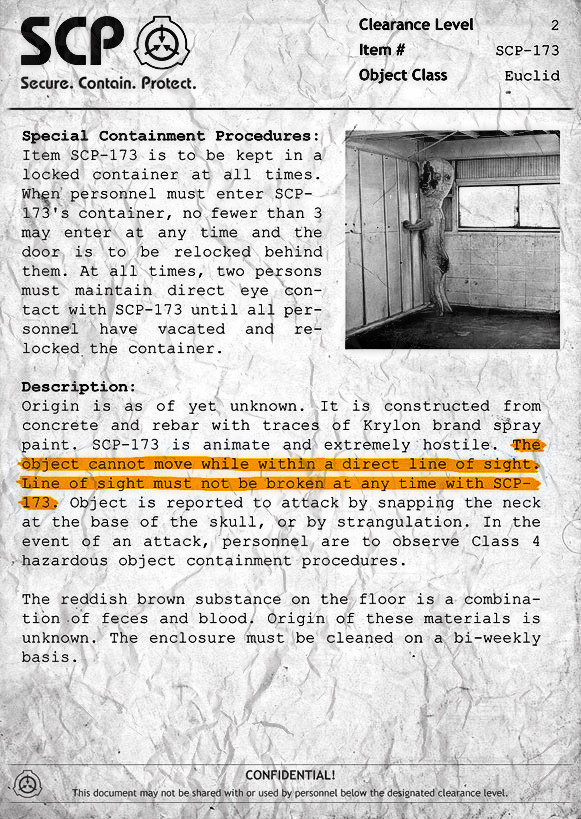 SCP
Secure. Contain. Protect.
Clearance Level 2
Item # SCP-173
Object Class Euclid
Special Containment Procedures:
Item SCP-173 is to be kept in a
locked container at all times.
When personnel must enter SCP-
173's container, no fewer than 3
may enter at any time and the
door is to be relocked behind
them. At all times, two persons
must maintain direct eye con-
tact with SCP-173 until all per-
sonnel have vacated and re-
locked the container.
Description:
Origin is as of yet unknown. It is constructed from
concrete and rebar with traces of Krylon brand spray
paint. SCP-173 is animate and extremely hostile. The
object cannot move while within a direct line of sight.
Line of sight must not be broken at any time with SCP-
173. Object is reported to attack by snapping the neck
at the base of the skull, or by strangulation. In the
event of an attack, personnel are to observe Class 4
hazardous object containment procedures.
The reddish brown substance on the floor is a combina-
tion of feces and blood. Origin of these materials is
unknown. The enclosure must be cleaned on a bi-weekly
basis.
CONFIDENTIAL!
This document may not be shared with or used by personnel below the designated clearance level.